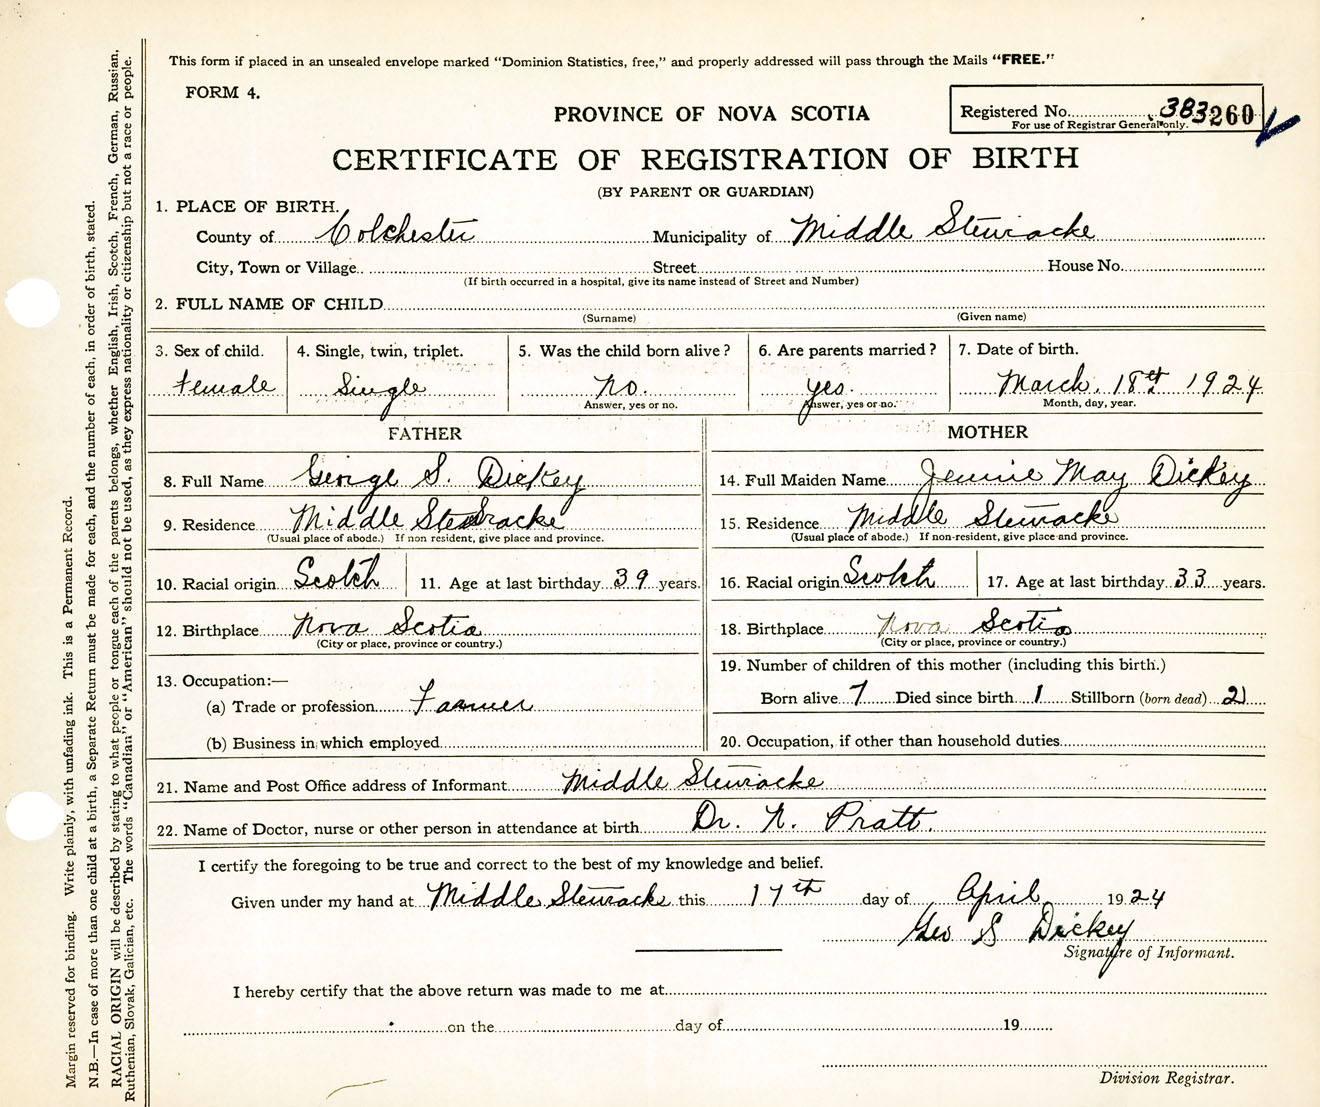 This form if placed in an unsealed envelope marked "Dominion Statistics, free," and properly addressed will pass through the Mails "FREE."
FORM 4.
PROVINCE OF NOVA SCOTIA
Registered No. 383260
For use of Registrar General only.
CERTIFICATE OF REGISTRATION OF BIRTH
(BY PARENT OR GUARDIAN)
1. PLACE OF BIRTH.
County of Colchester Municipality of Middle Stewiacke
City, Town or Village Street House No.
(If birth occurred in a hospital, give its name instead of Street and Number)
2. FULL NAME OF CHILD
(Surname) (Given name)
3. Sex of child. 4. Single, twin, triplet. 5. Was the child born alive? 6. Are parents married? 7. Date of birth.
Female Single No. yes. March. 18th 1924
Answer, yes or no. Answer, yes or no. Month, day, year.
FATHER MOTHER
8. Full Name George S. Dickey 14. Full Maiden Name Jennie May Dickey
9. Residence Middle Stewiacke 15. Residence Middle Stewiacke
(Usual place of abode.) If non resident, give place and province. (Usual place of abode.) If non-resident, give place and province.
10. Racial origin Scotch 11. Age at last birthday 39 years. 16. Racial origin Scotch 17. Age at last birthday 33 years.
12. Birthplace Nova Scotia 18. Birthplace Nova Scotia
(City or place, province or country.) (City or place, province or country.)
13. Occupation:— 19. Number of children of this mother (including this birth.)
(a) Trade or profession Farmer Born alive 7 Died since birth 1 Stillborn (born dead) 2
(b) Business in which employed 20. Occupation, if other than household duties
21. Name and Post Office address of Informant Middle Stewiacke
22. Name of Doctor, nurse or other person in attendance at birth Dr. N. Pratt.
I certify the foregoing to be true and correct to the best of my knowledge and belief.
Given under my hand at Middle Stewiacke this 17th day of April 1924
Geo S Dickey
Signature of Informant.
I hereby certify that the above return was made to me at
on the day of 19
Division Registrar.
Margin reserved for binding. Write plainly, with unfading ink. This is a Permanent Record.
N.B.—In case of more than one child at a birth, a Separate Return must be made for each, and the number of each, in order of birth, stated.
RACIAL ORIGIN will be described by stating to what people or tongue each of the parents belongs, whether English, Irish, Scotch, French, German, Russian,
Ruthenian, Slovak, Galician, etc. The words "Canadian" or "American" should not be used, as they express nationality or citizenship but not a race or people.